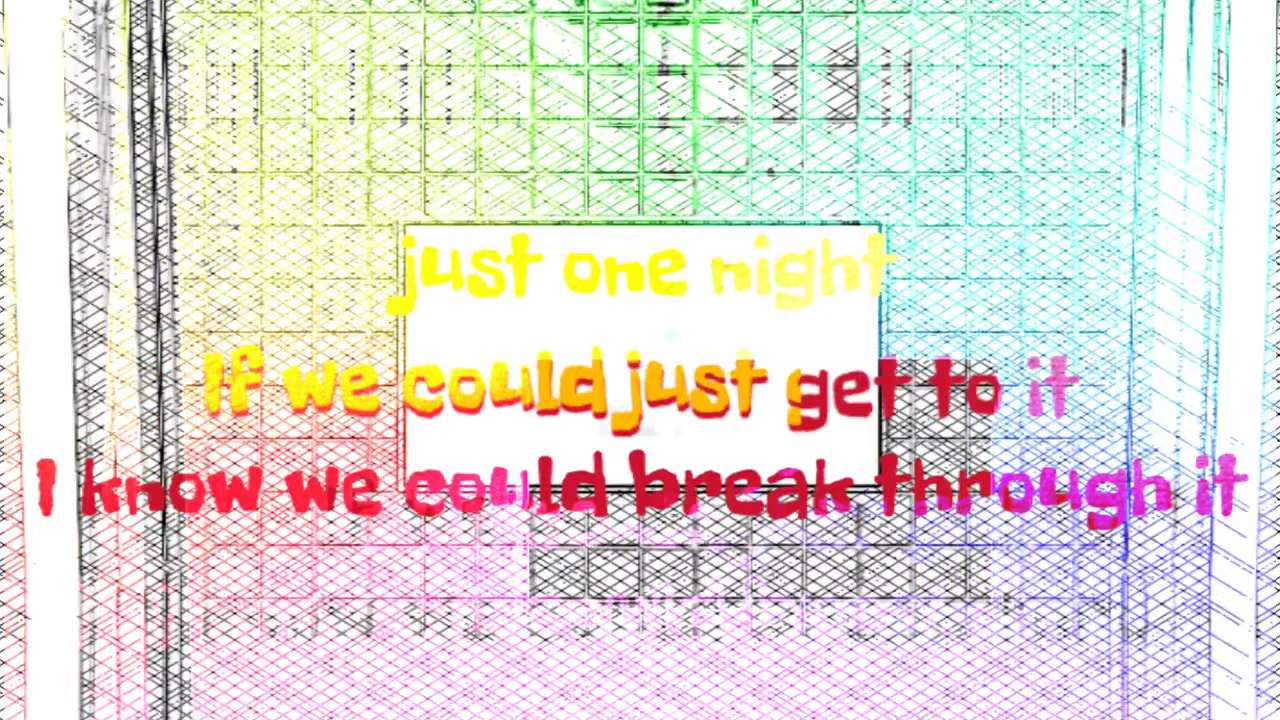 just one night
If we could just get to it
I know we could break through it